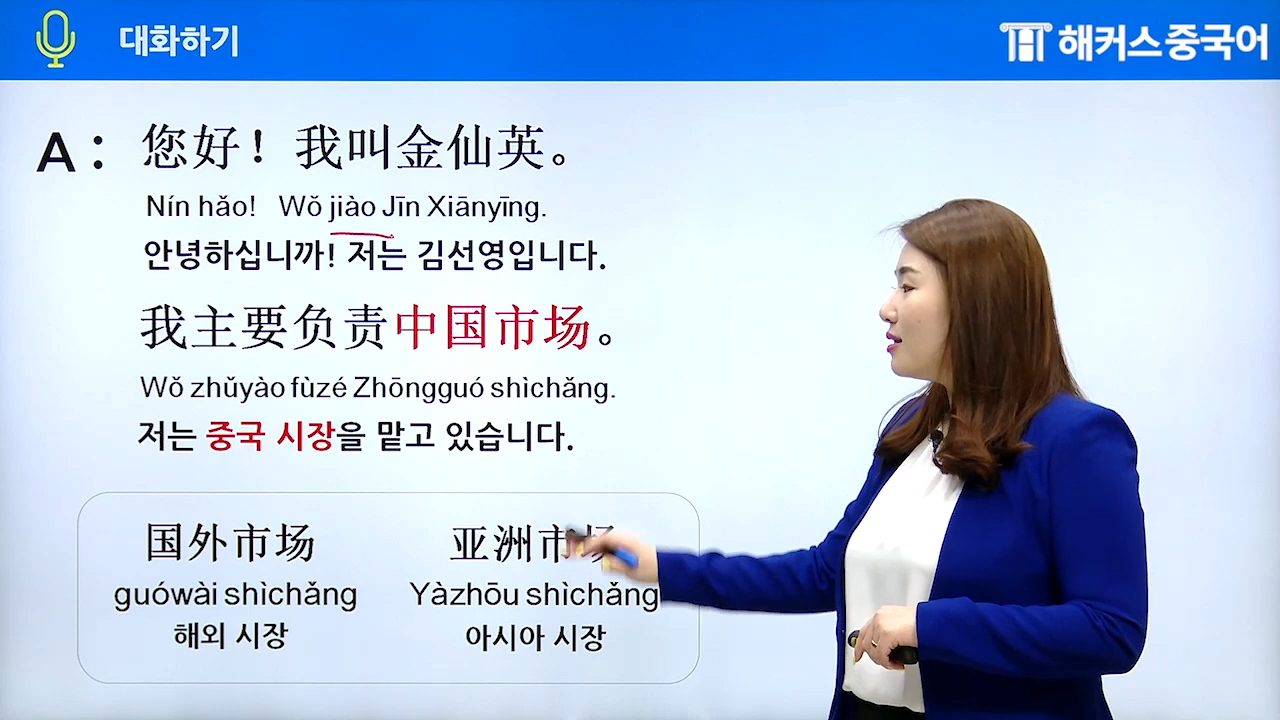 대화하기
해커스중국어
A : 您好！我叫金仙英。
Nín hǎo! Wǒ jiào Jīn Xiānyīng.
안녕하십니까! 저는 김선영입니다.
我主要负责中国市场。
Wǒ zhǔyào fùzé Zhōngguó shìchǎng.
저는 중국 시장을 맡고 있습니다.
国外市场 亚洲市场
guówài shìchǎng Yàzhōu shìchǎng
해외 시장 아시아 시장